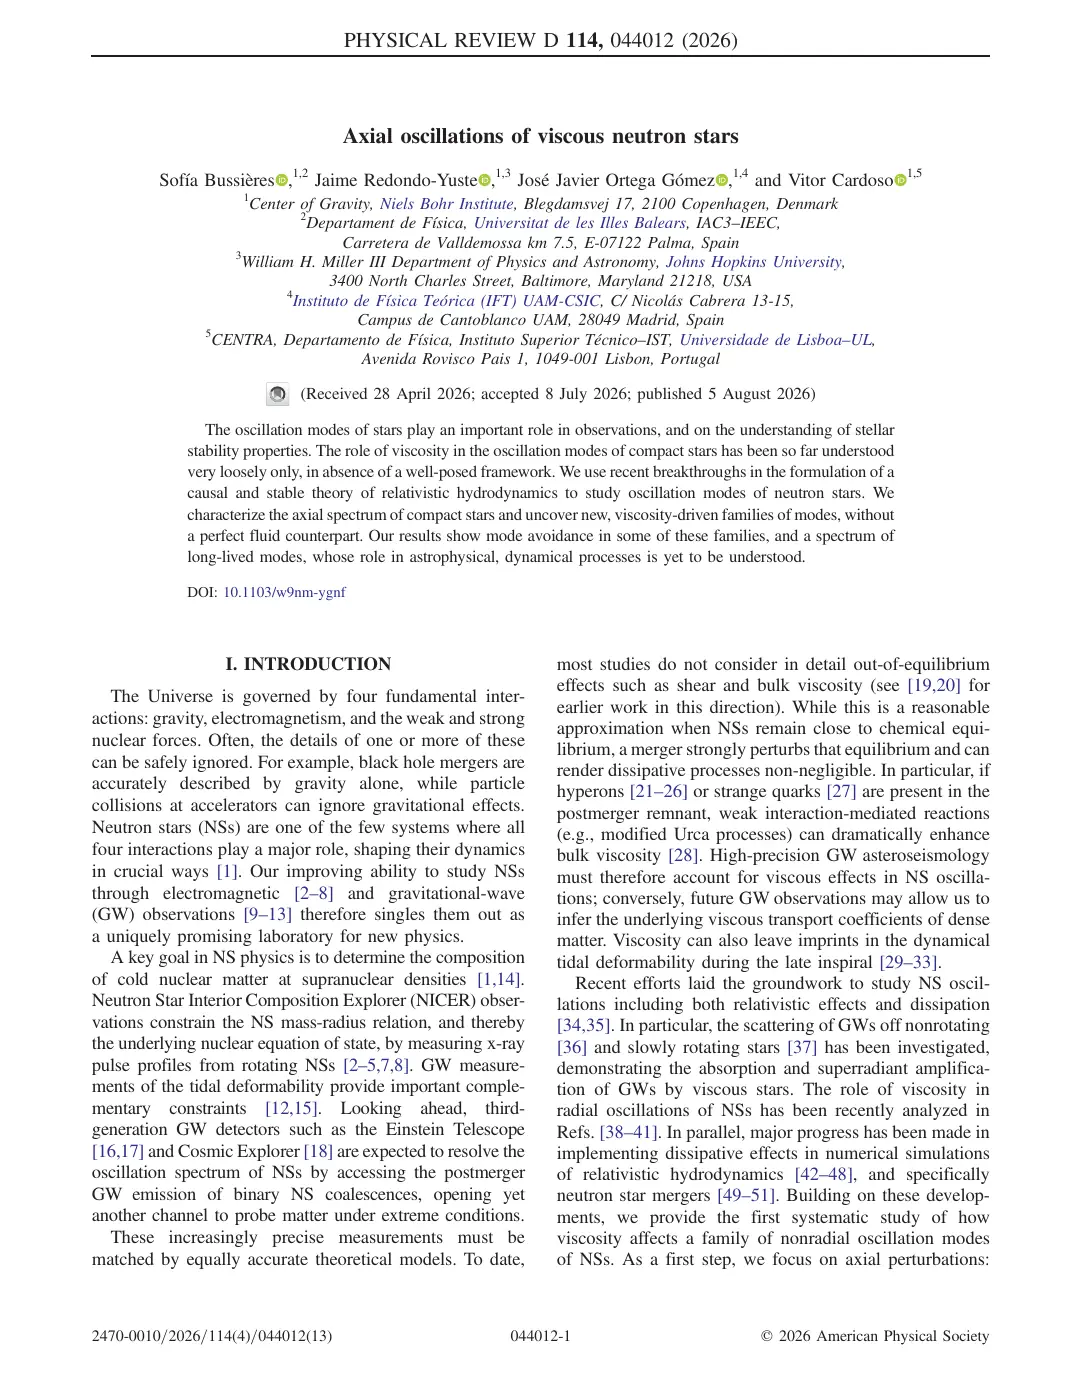 PHYSICAL REVIEW D 114, 044012 (2026)
Axial oscillations of viscous neutron stars
Sofía Bussières,1,2 Jaime Redondo-Yuste,1,3 José Javier Ortega Gómez,1,4 and Vitor Cardoso1,5
1Center of Gravity, Niels Bohr Institute, Blegdamsvej 17, 2100 Copenhagen, Denmark
2Departament de Física, Universitat de les Illes Balears, IAC3–IEEC,
Carretera de Valldemossa km 7.5, E-07122 Palma, Spain
3William H. Miller III Department of Physics and Astronomy, Johns Hopkins University,
3400 North Charles Street, Baltimore, Maryland 21218, USA
4Instituto de Física Teórica (IFT) UAM-CSIC, C/ Nicolás Cabrera 13-15,
Campus de Cantoblanco UAM, 28049 Madrid, Spain
5CENTRA, Departamento de Física, Instituto Superior Técnico–IST, Universidade de Lisboa–UL,
Avenida Rovisco Pais 1, 1049-001 Lisbon, Portugal
(Received 28 April 2026; accepted 8 July 2026; published 5 August 2026)
The oscillation modes of stars play an important role in observations, and on the understanding of stellar
stability properties. The role of viscosity in the oscillation modes of compact stars has been so far understood
very loosely only, in absence of a well-posed framework. We use recent breakthroughs in the formulation of a
causal and stable theory of relativistic hydrodynamics to study oscillation modes of neutron stars. We
characterize the axial spectrum of compact stars and uncover new, viscosity-driven families of modes, without
a perfect fluid counterpart. Our results show mode avoidance in some of these families, and a spectrum of
long-lived modes, whose role in astrophysical, dynamical processes is yet to be understood.
DOI: 10.1103/w9nm-ygnf
I. INTRODUCTION
The Universe is governed by four fundamental inter-
actions: gravity, electromagnetism, and the weak and strong
nuclear forces. Often, the details of one or more of these
can be safely ignored. For example, black hole mergers are
accurately described by gravity alone, while particle
collisions at accelerators can ignore gravitational effects.
Neutron stars (NSs) are one of the few systems where all
four interactions play a major role, shaping their dynamics
in crucial ways [1]. Our improving ability to study NSs
through electromagnetic [2–8] and gravitational-wave
(GW) observations [9–13] therefore singles them out as
a uniquely promising laboratory for new physics.
A key goal in NS physics is to determine the composition
of cold nuclear matter at supranuclear densities [1,14].
Neutron Star Interior Composition Explorer (NICER) obser-
vations constrain the NS mass-radius relation, and thereby
the underlying nuclear equation of state, by measuring x-ray
pulse profiles from rotating NSs [2–5,7,8]. GW measure-
ments of the tidal deformability provide important comple-
mentary constraints [12,15]. Looking ahead, third-
generation GW detectors such as the Einstein Telescope
[16,17] and Cosmic Explorer [18] are expected to resolve the
oscillation spectrum of NSs by accessing the postmerger
GW emission of binary NS coalescences, opening yet
another channel to probe matter under extreme conditions.
These increasingly precise measurements must be
matched by equally accurate theoretical models. To date,
most studies do not consider in detail out-of-equilibrium
effects such as shear and bulk viscosity (see [19,20] for
earlier work in this direction). While this is a reasonable
approximation when NSs remain close to chemical equi-
librium, a merger strongly perturbs that equilibrium and can
render dissipative processes non-negligible. In particular, if
hyperons [21–26] or strange quarks [27] are present in the
postmerger remnant, weak interaction-mediated reactions
(e.g., modified Urca processes) can dramatically enhance
bulk viscosity [28]. High-precision GW asteroseismology
must therefore account for viscous effects in NS oscilla-
tions; conversely, future GW observations may allow us to
infer the underlying viscous transport coefficients of dense
matter. Viscosity can also leave imprints in the dynamical
tidal deformability during the late inspiral [29–33].
Recent efforts laid the groundwork to study NS oscil-
lations including both relativistic effects and dissipation
[34,35]. In particular, the scattering of GWs off nonrotating
[36] and slowly rotating stars [37] has been investigated,
demonstrating the absorption and superradiant amplifica-
tion of GWs by viscous stars. The role of viscosity in
radial oscillations of NSs has been recently analyzed in
Refs. [38–41]. In parallel, major progress has been made in
implementing dissipative effects in numerical simulations
of relativistic hydrodynamics [42–48], and specifically
neutron star mergers [49–51]. Building on these develop-
ments, we provide the first systematic study of how
viscosity affects a family of nonradial oscillation modes
of NSs. As a first step, we focus on axial perturbations:
2470-0010/2026/114(4)/044012(13)
044012-1
© 2026 American Physical Society